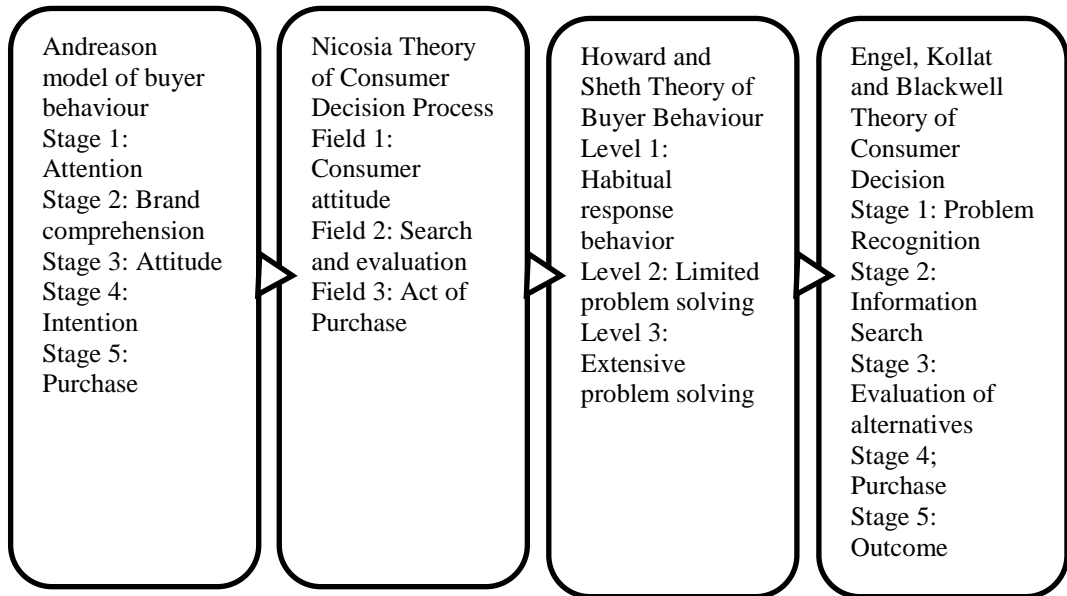 Andreason
model of buyer
behaviour
Stage 1:
Attention
Stage 2: Brand
comprehension
Stage 3: Attitude
Stage 4:
Intention
Stage 5:
Purchase
Nicosia Theory
of Consumer
Decision Process
Field 1:
Consumer
attitude
Field 2: Search
and evaluation
Field 3: Act of
Purchase
Howard and
Sheth Theory of
Buyer Behaviour
Level 1:
Habitual
response
behavior
Level 2: Limited
problem solving
Level 3:
Extensive
problem solving
Engel, Kollat
and Blackwell
Theory of
Consumer
Decision
Stage 1: Problem
Recognition
Stage 2:
Information
Search
Stage 3:
Evaluation of
alternatives
Stage 4;
Purchase
Stage 5:
Outcome